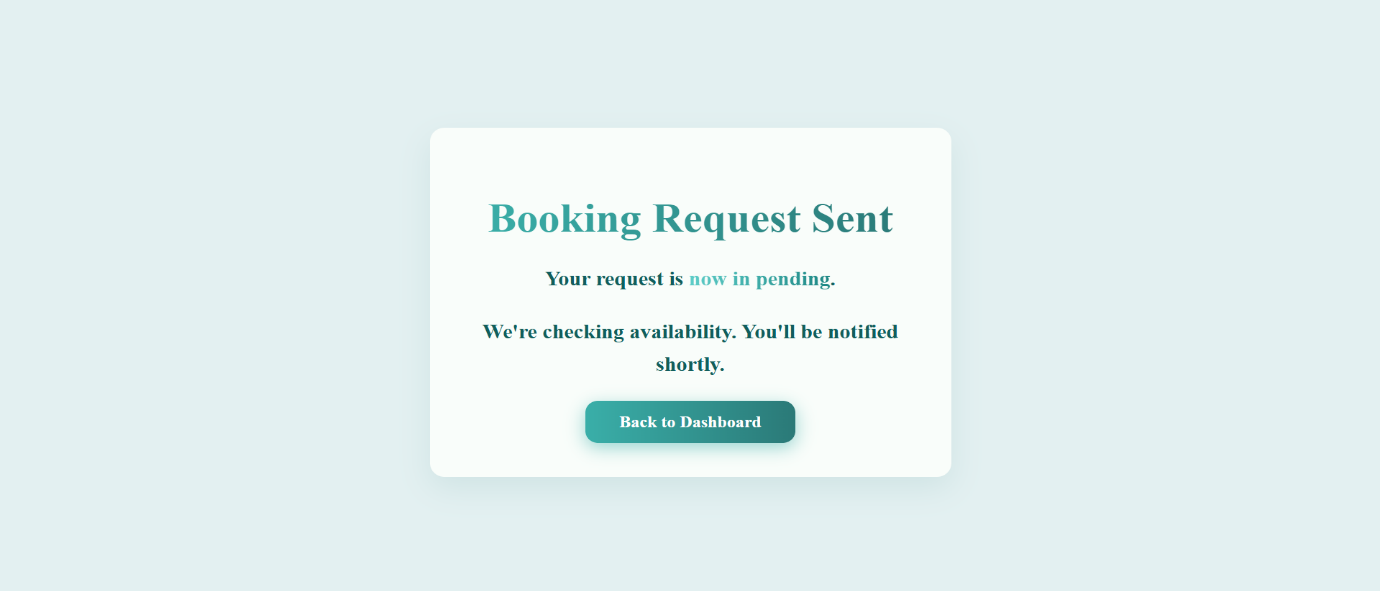 Booking Request Sent
Your request is now in pending.
We're checking availability. You'll be notified
shortly.
Back to Dashboard